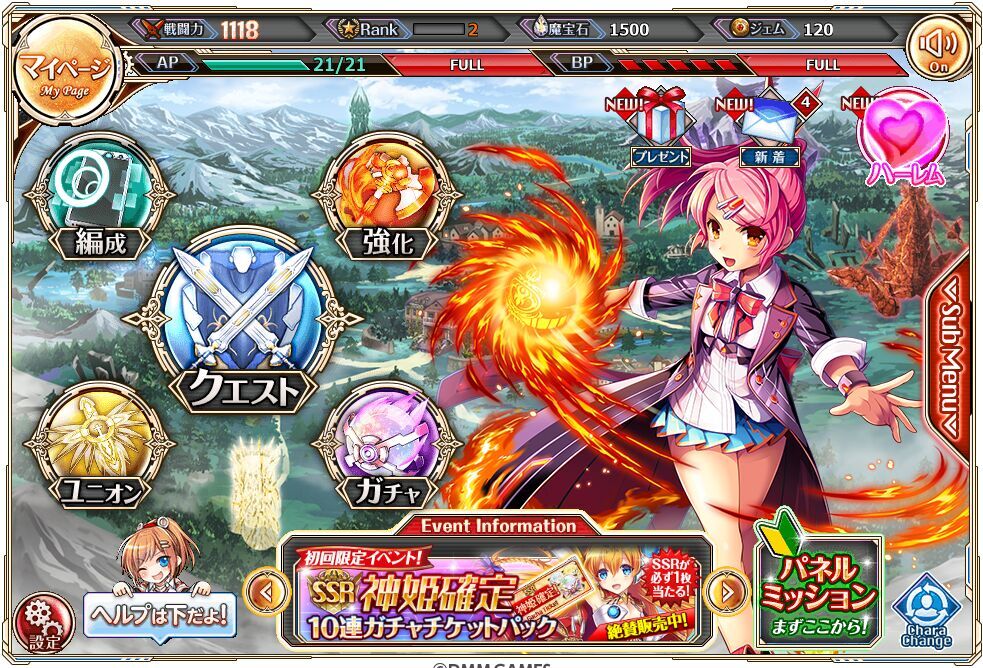 マイページ
My Page
戦闘力 1118
Rank 2
魔宝石 1500
ジェム 120
AP 21/21 FULL
BP FULL
On
NEW!
プレゼント
NEW! 4
新着
NEW!
ハーレム
編成
強化
クエスト
ユニオン
ガチャ
Sub Menu
Event Information
初回限定イベント!
SSR 神姫確定
10連ガチャチケットパック
神姫確定
SSRが
必ず1枚
当たる!
絶賛販売中!
パネル
ミッション
まずここから!
ヘルプは下だよ!
設定
Chara
Change
©DMM GAMES